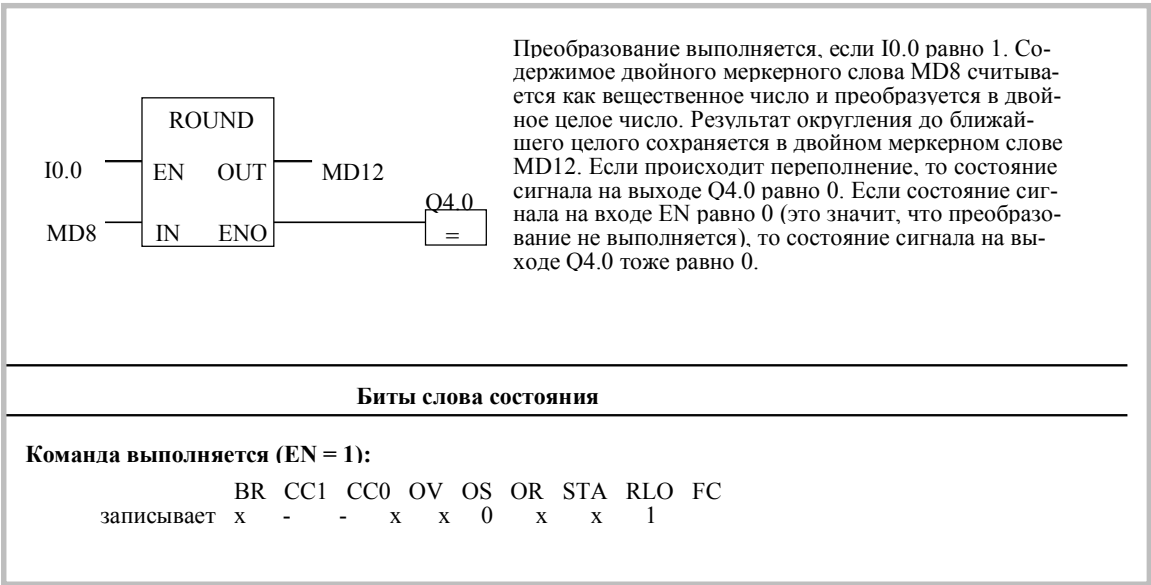 Преобразование выполняется, если I0.0 равно 1. Со-
держимое двойного меркерного слова MD8 считыва-
ется как вещественное число и преобразуется в двой-
ное целое число. Результат округления до ближай-
шего целого сохраняется в двойном меркерном слове
MD12. Если происходит переполнение, то состояние
сигнала на выходе Q4.0 равно 0. Если состояние сиг-
нала на входе EN равно 0 (это значит, что преобразо-
вание не выполняется), то состояние сигнала на вы-
ходе Q4.0 тоже равно 0.
ROUND
I0.0 EN OUT MD12
Q4.0
MD8 IN ENO =
Биты слова состояния
Команда выполняется (EN = 1):
BR CC1 CC0 OV OS OR STA RLO FC
записывает x - - x x 0 x x 1